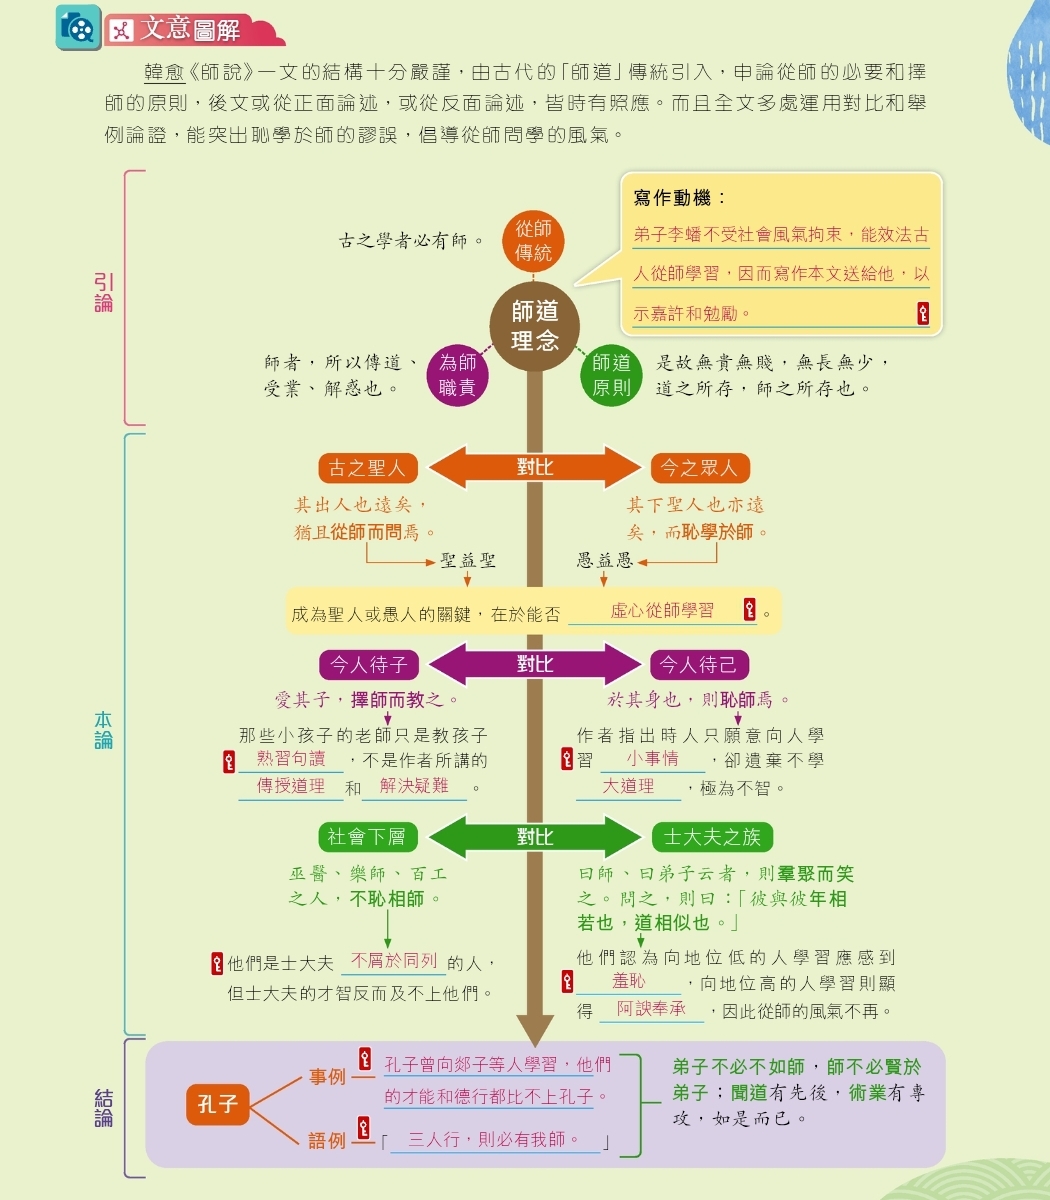 文意圖解
韓愈《師說》一文的結構十分嚴謹，由古代的「師道」傳統引入，申論從師的必要和擇
師的原則，後文或從正面論述，或從反面論述，皆時有照應。而且全文多處運用對比和舉
例論證，能突出恥學於師的謬誤，倡導從師問學的風氣。
引論
古之學者必有師。
從師
傳統
寫作動機：
弟子李蟠不受社會風氣拘束，能效法古
人從師學習，因而寫作本文送給他，以
示嘉許和勉勵。
師道
理念
師者，所以傳道、
受業、解惑也。
為師
職責
師道
原則
是故無貴無賤，無長無少，
道之所存，師之所存也。
本論
古之聖人
對比
今之眾人
其出人也遠矣，
猶且從師而問焉。
其下聖人也亦遠
矣，而恥學於師。
聖益聖
愚益愚
成為聖人或愚人的關鍵，在於能否 虛心從師學習 。
今人待子
對比
今人待己
愛其子，擇師而教之。
那些小孩子的老師只是教孩子
熟習句讀 ，不是作者所講的
傳授道理 和 解決疑難 。
於其身也，則恥師焉。
作者指出時人只願意向人學
習 小事情 ，卻遺棄不學
大道理 ，極為不智。
社會下層
對比
士大夫之族
巫醫、樂師、百工
之人，不恥相師。
他們是士大夫 不屑於同列 的人，
但士大夫的才智反而及不上他們。
曰師、曰弟子云者，則羣聚而笑
之。問之，則曰：「彼與彼年相
若也，道相似也。」
他們認為向地位低的人學習應感到
羞恥 ，向地位高的人學習則顯
得 阿諛奉承 ，因此從師的風氣不再。
結論
孔子
事例
孔子曾向郯子等人學習，他們
的才能和德行都比不上孔子。
語例
「 三人行，則必有我師。 」
弟子不必不如師，師不必賢於
弟子；聞道有先後，術業有專
攻，如是而已。